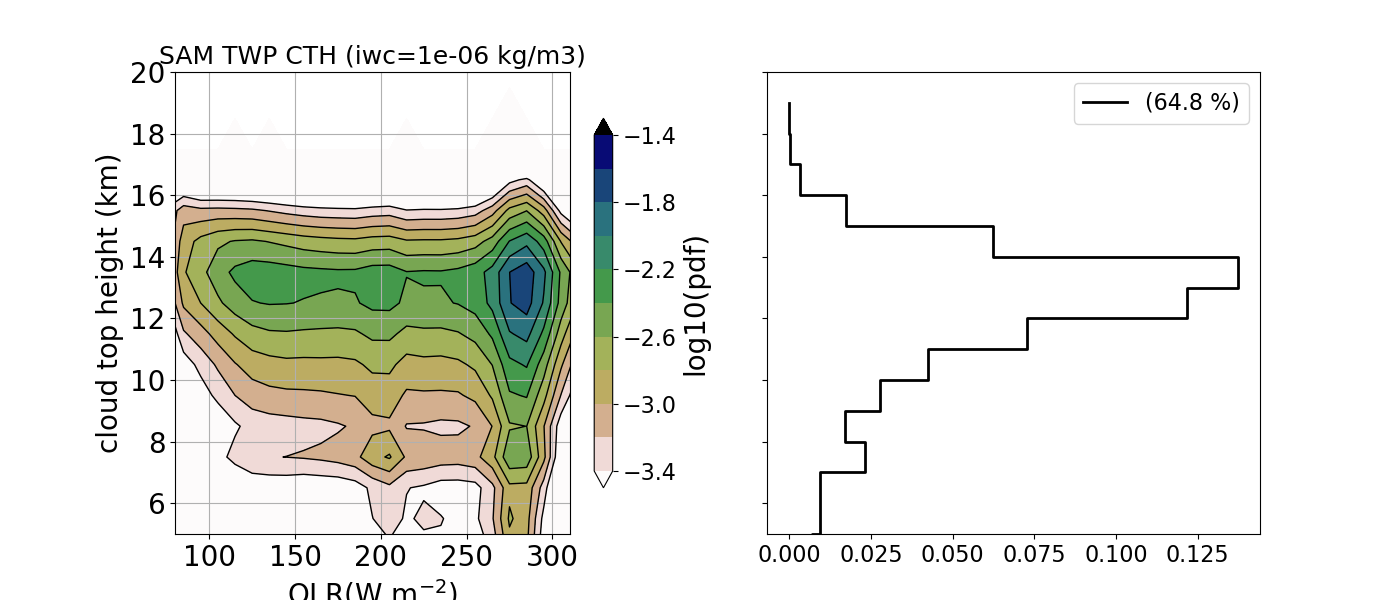 SAM TWP CTH (iwc=1e-06 kg/m3)
20
18
16
14
12
10
8
6
cloud top height (km)
100 150 200 250 300
OLR(W m⁻²)
−1.4
−1.8
−2.2
−2.6
−3.0
−3.4
log10(pdf)
(64.8 %)
0.000 0.025 0.050 0.075 0.100 0.125